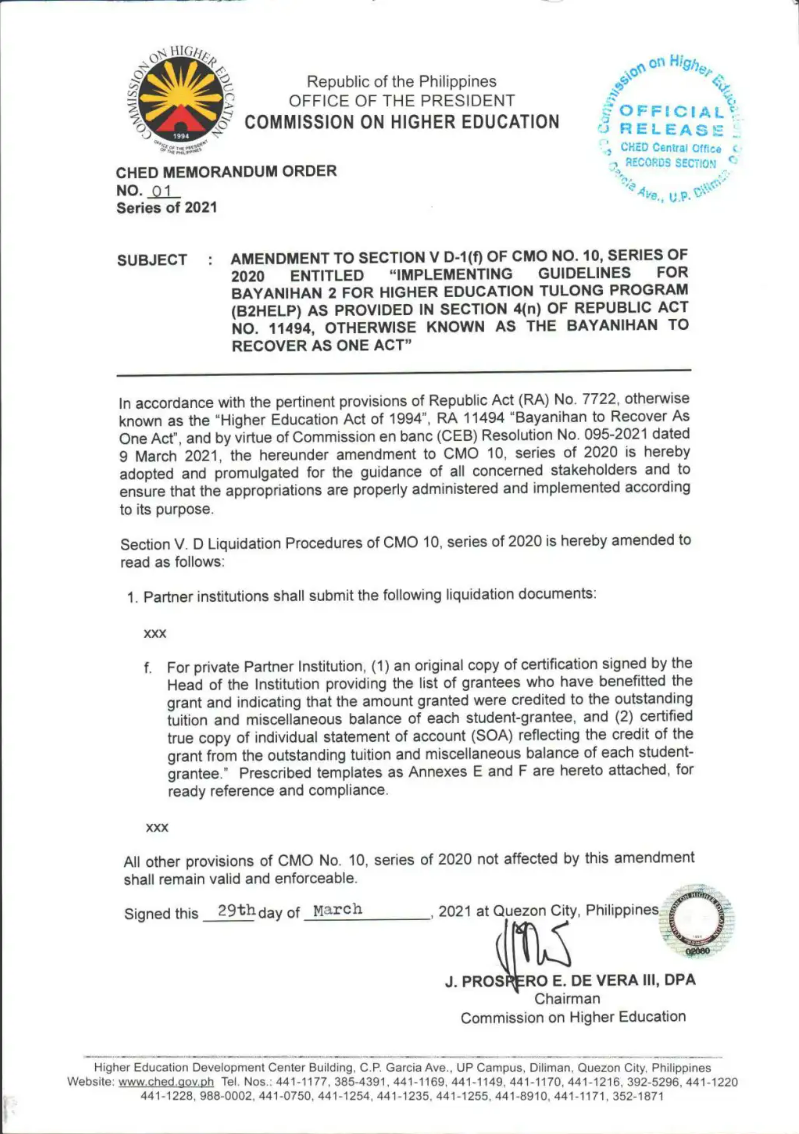 COMMISSION ON HIGHER EDUCATION
OFFICE OF THE PRESIDENT
OF THE PHILIPPINES
1994
Republic of the Philippines
OFFICE OF THE PRESIDENT
COMMISSION ON HIGHER EDUCATION
OFFICIAL
RELEASE
CHED Central Office
RECORDS SECTION
Garcia Ave., U.P. Diliman
CHED MEMORANDUM ORDER
NO. 01
Series of 2021
SUBJECT : AMENDMENT TO SECTION V D-1(f) OF CMO NO. 10, SERIES OF
2020 ENTITLED “IMPLEMENTING GUIDELINES FOR
BAYANIHAN 2 FOR HIGHER EDUCATION TULONG PROGRAM
(B2HELP) AS PROVIDED IN SECTION 4(n) OF REPUBLIC ACT
NO. 11494, OTHERWISE KNOWN AS THE BAYANIHAN TO
RECOVER AS ONE ACT”
In accordance with the pertinent provisions of Republic Act (RA) No. 7722, otherwise
known as the “Higher Education Act of 1994”, RA 11494 “Bayanihan to Recover As
One Act”, and by virtue of Commission en banc (CEB) Resolution No. 095-2021 dated
9 March 2021, the hereunder amendment to CMO 10, series of 2020 is hereby
adopted and promulgated for the guidance of all concerned stakeholders and to
ensure that the appropriations are properly administered and implemented according
to its purpose.
Section V. D Liquidation Procedures of CMO 10, series of 2020 is hereby amended to
read as follows:
1. Partner institutions shall submit the following liquidation documents:
xxx
f. For private Partner Institution, (1) an original copy of certification signed by the
Head of the Institution providing the list of grantees who have benefitted the
grant and indicating that the amount granted were credited to the outstanding
tuition and miscellaneous balance of each student-grantee, and (2) certified
true copy of individual statement of account (SOA) reflecting the credit of the
grant from the outstanding tuition and miscellaneous balance of each student-
grantee.” Prescribed templates as Annexes E and F are hereto attached, for
ready reference and compliance.
xxx
All other provisions of CMO No. 10, series of 2020 not affected by this amendment
shall remain valid and enforceable.
Signed this 29th day of March, 2021 at Quezon City, Philippines
02060
J. PROSPERO E. DE VERA III, DPA
Chairman
Commission on Higher Education
Higher Education Development Center Building, C.P. Garcia Ave., UP Campus, Diliman, Quezon City, Philippines
Website: www.ched.gov.ph Tel. Nos.: 441-1177, 385-4391, 441-1169, 441-1149, 441-1170, 441-1216, 392-5296, 441-1220
441-1228, 988-0002, 441-0750, 441-1254, 441-1235, 441-1255, 441-8910, 441-1171, 352-1871